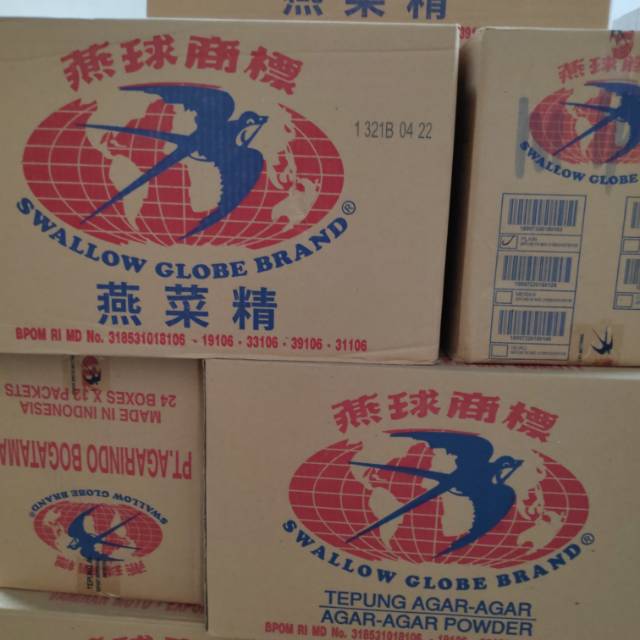 燕菜精
燕球商標
1 321B 04 22
SWALLOW GLOBE BRAND®
燕菜精
BPOM RI MD No. 318531018106 - 19106 - 33106 - 39106 - 31106
燕球商標
SWALLOW GLOBE
24 BOXES X 12 PACKETS
MADE IN INDONESIA
PT.AGARINDO BOGATAMA
SWALLOW GLOBE BRAND
燕球商標
燕球商標
SWALLOW GLOBE BRAND®
TEPUNG AGAR-AGAR
AGAR-AGAR POWDER
BPOM RI MD No. 318531018106